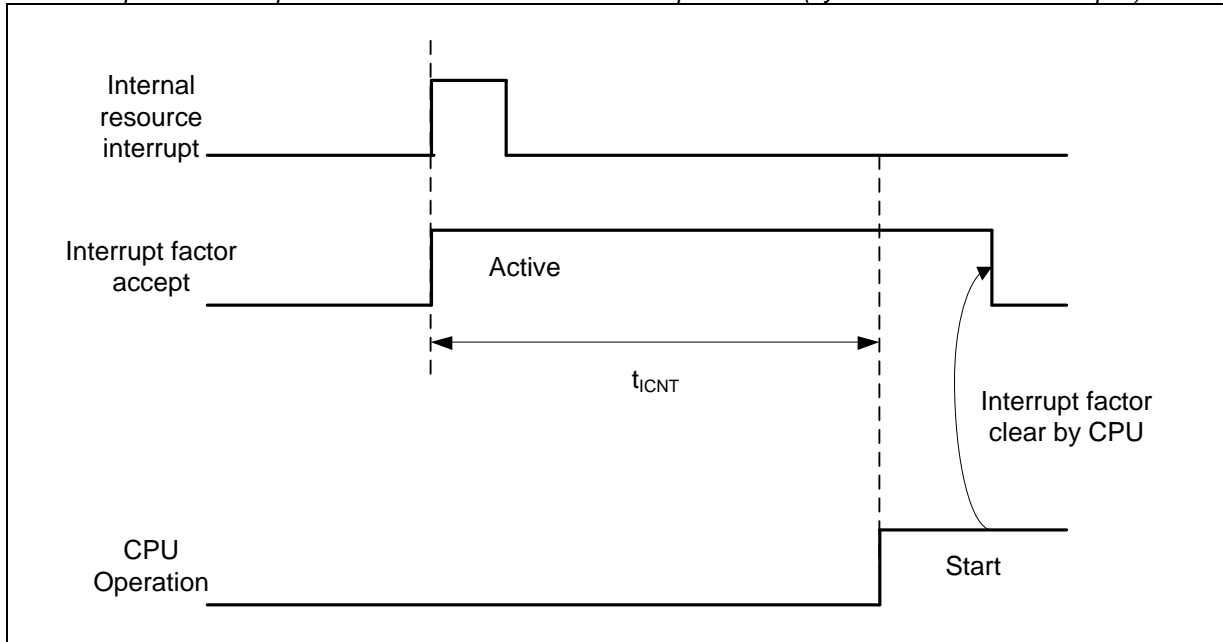 Internal
resource
interrupt
Interrupt factor
accept
Active
tICNT
Interrupt factor
clear by CPU
CPU
Operation
Start